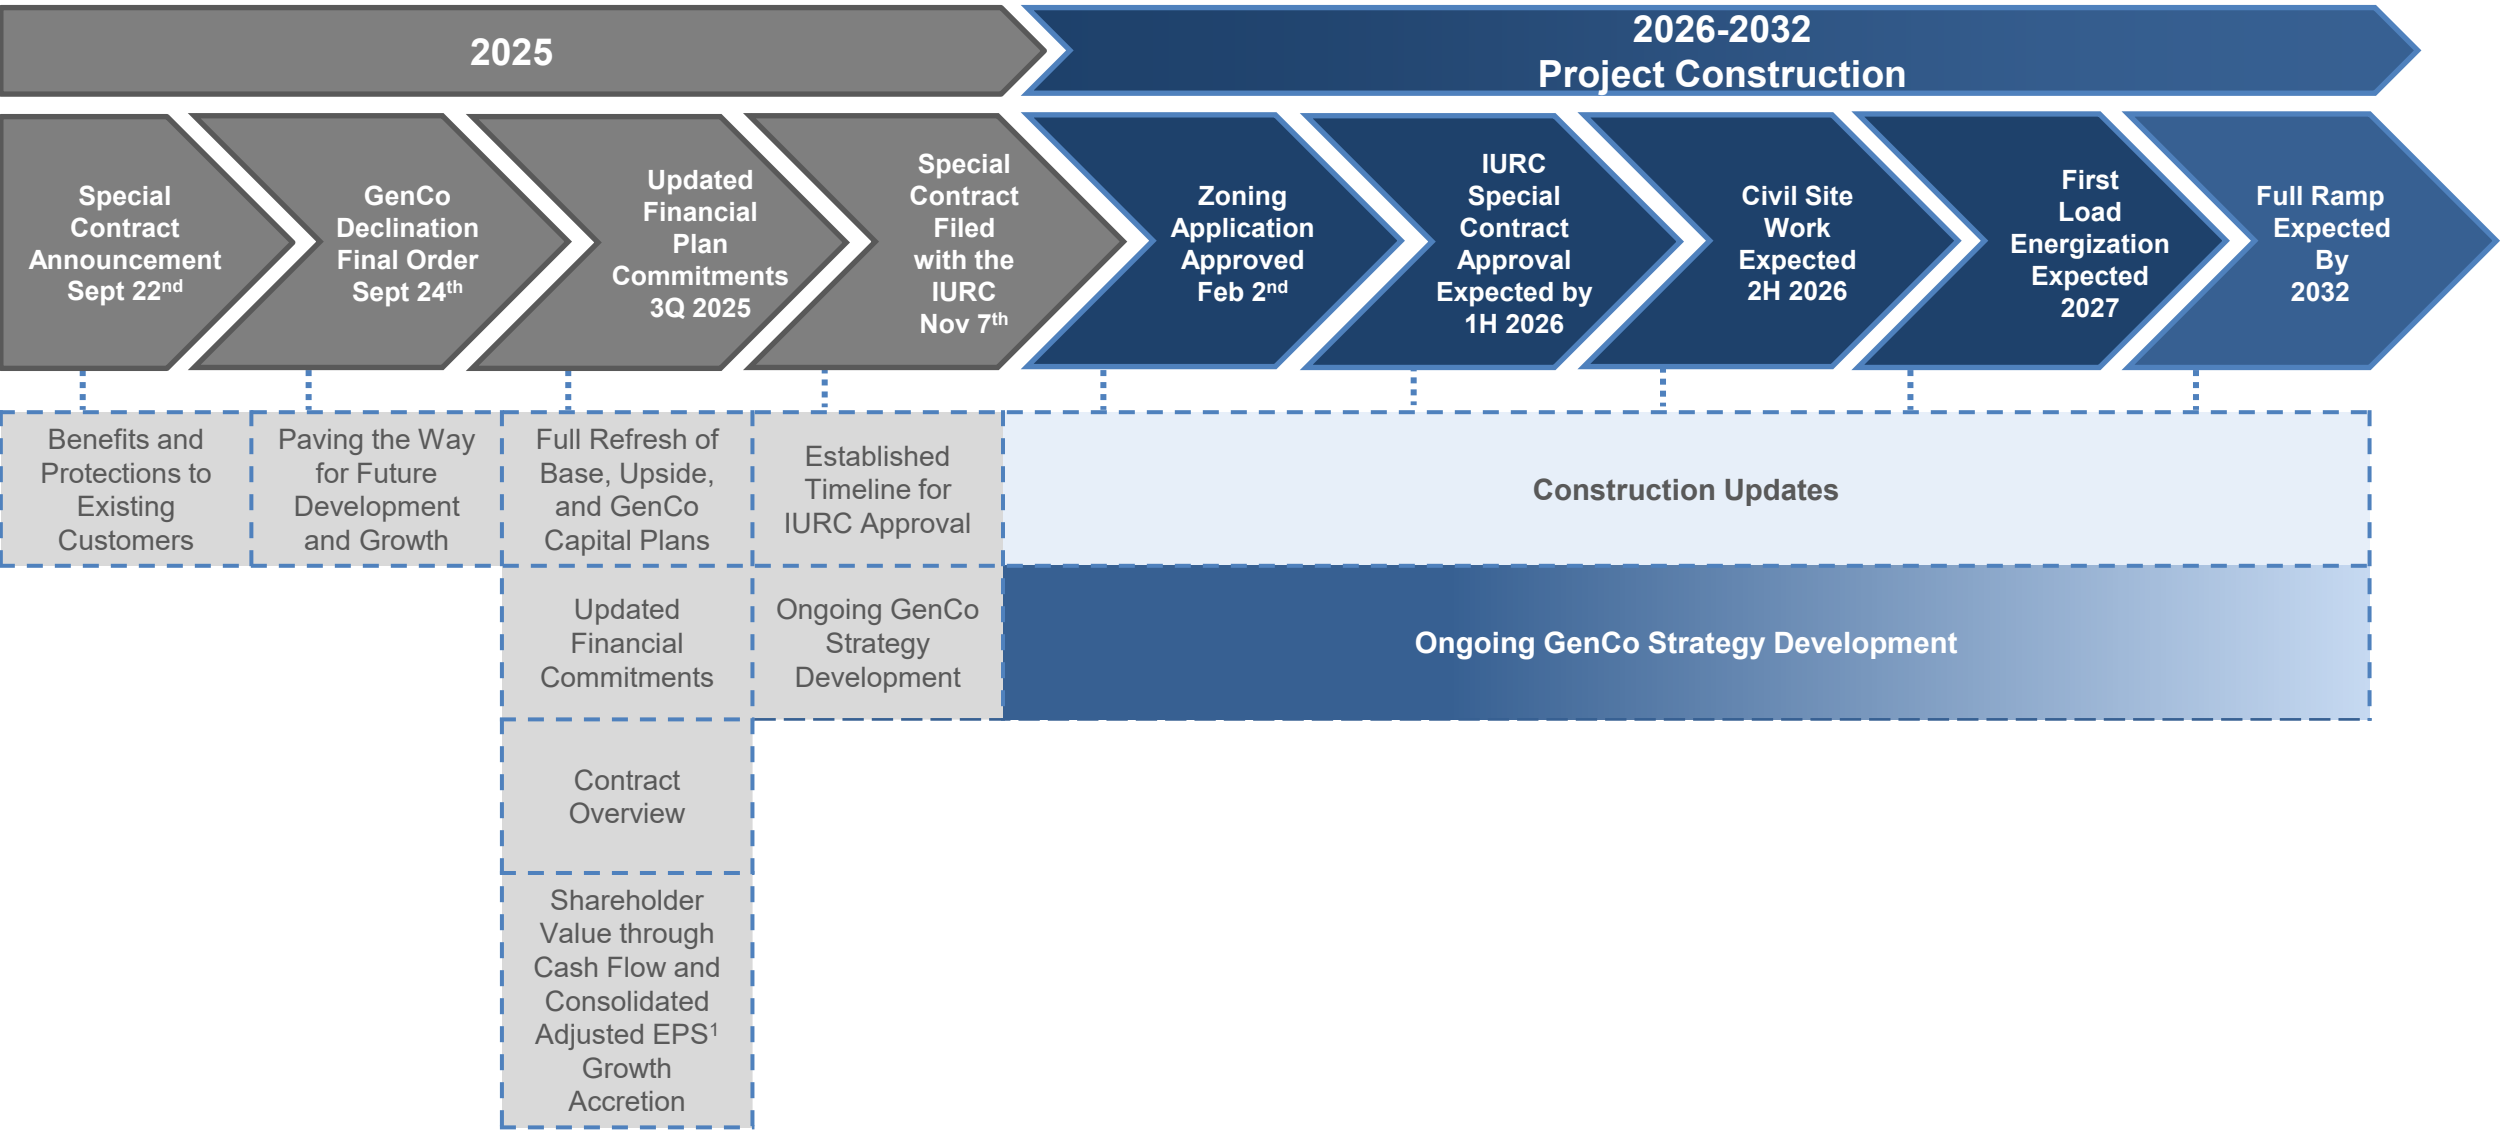 2025
2026-2032
Project Construction
Special
Contract
Announcement
Sept 22nd
GenCo
Declination
Final Order
Sept 24th
Updated
Financial
Plan
Commitments
3Q 2025
Special
Contract
Filed
with the
IURC
Nov 7th
Zoning
Application
Approved
Feb 2nd
IURC
Special
Contract
Approval
Expected by
1H 2026
Civil Site
Work
Expected
2H 2026
First
Load
Energization
Expected
2027
Full Ramp
Expected
By
2032
Benefits and
Protections to
Existing
Customers
Paving the Way
for Future
Development
and Growth
Full Refresh of
Base, Upside,
and GenCo
Capital Plans
Established
Timeline for
IURC Approval
Construction Updates
Updated
Financial
Commitments
Ongoing GenCo
Strategy
Development
Ongoing GenCo Strategy Development
Contract
Overview
Shareholder
Value through
Cash Flow and
Consolidated
Adjusted EPS1
Growth
Accretion